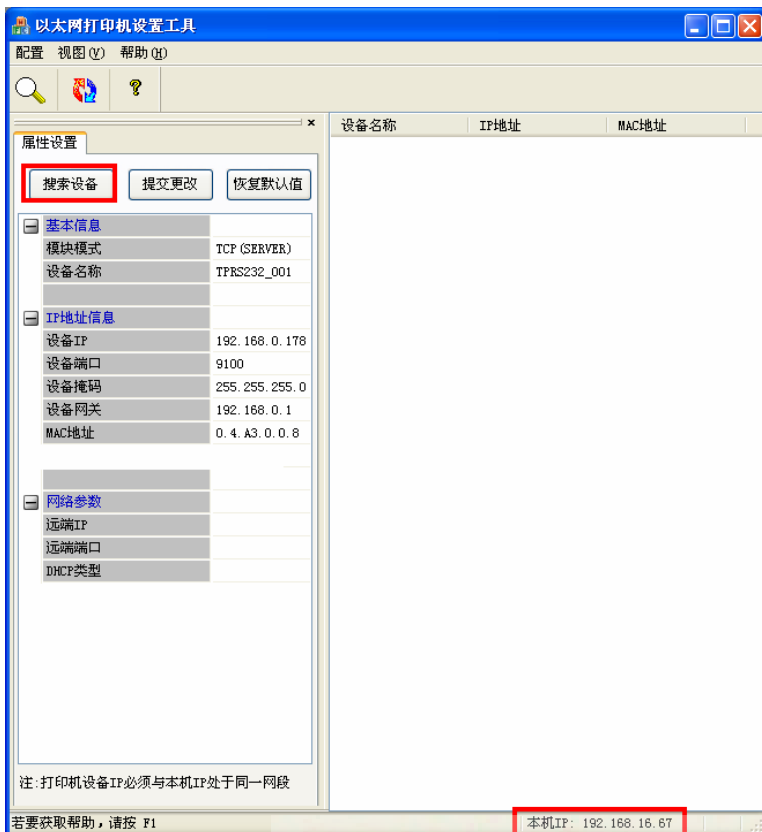 以太网打印机设置工具
配置 视图(V) 帮助(H)
属性设置
搜索设备 提交更改 恢复默认值
基本信息
模块模式 TCP(SERVER)
设备名称 TPRS232_001
IP地址信息
设备IP 192.168.0.178
设备端口 9100
设备掩码 255.255.255.0
设备网关 192.168.0.1
MAC地址 0.4.A3.0.0.8
网络参数
远端IP
远端端口
DHCP类型
注:打印机设备IP必须与本机IP处于同一网段
设备名称 IP地址 MAC地址
若要获取帮助，请按 F1 本机IP: 192.168.16.67